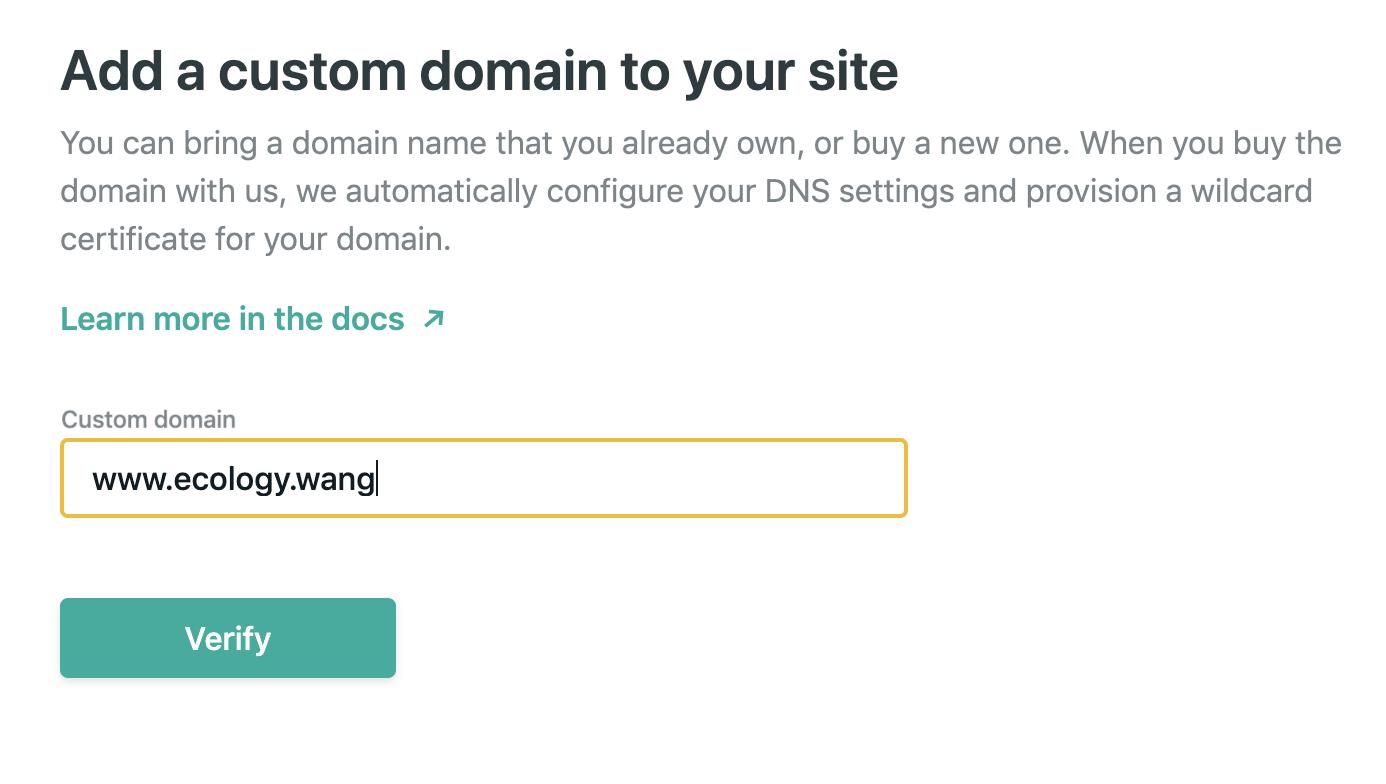 Add a custom domain to your site
You can bring a domain name that you already own, or buy a new one. When you buy the
domain with us, we automatically configure your DNS settings and provision a wildcard
certificate for your domain.
Learn more in the docs ↗
Custom domain
www.ecology.wang
Verify